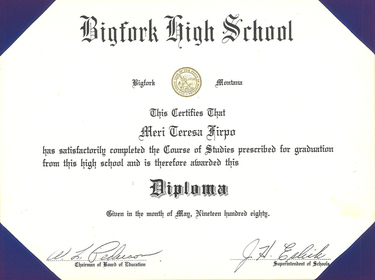 Bigfork High School
Bigfork Montana
This Certifies That
Meri Teresa Firpo
has satisfactorily completed the Course of Studies prescribed for graduation
from this high school and is therefore awarded this
Diploma
Given in the month of May, Nineteen hundred eighty.
Chairman of Board of Education Superintendent of Schools